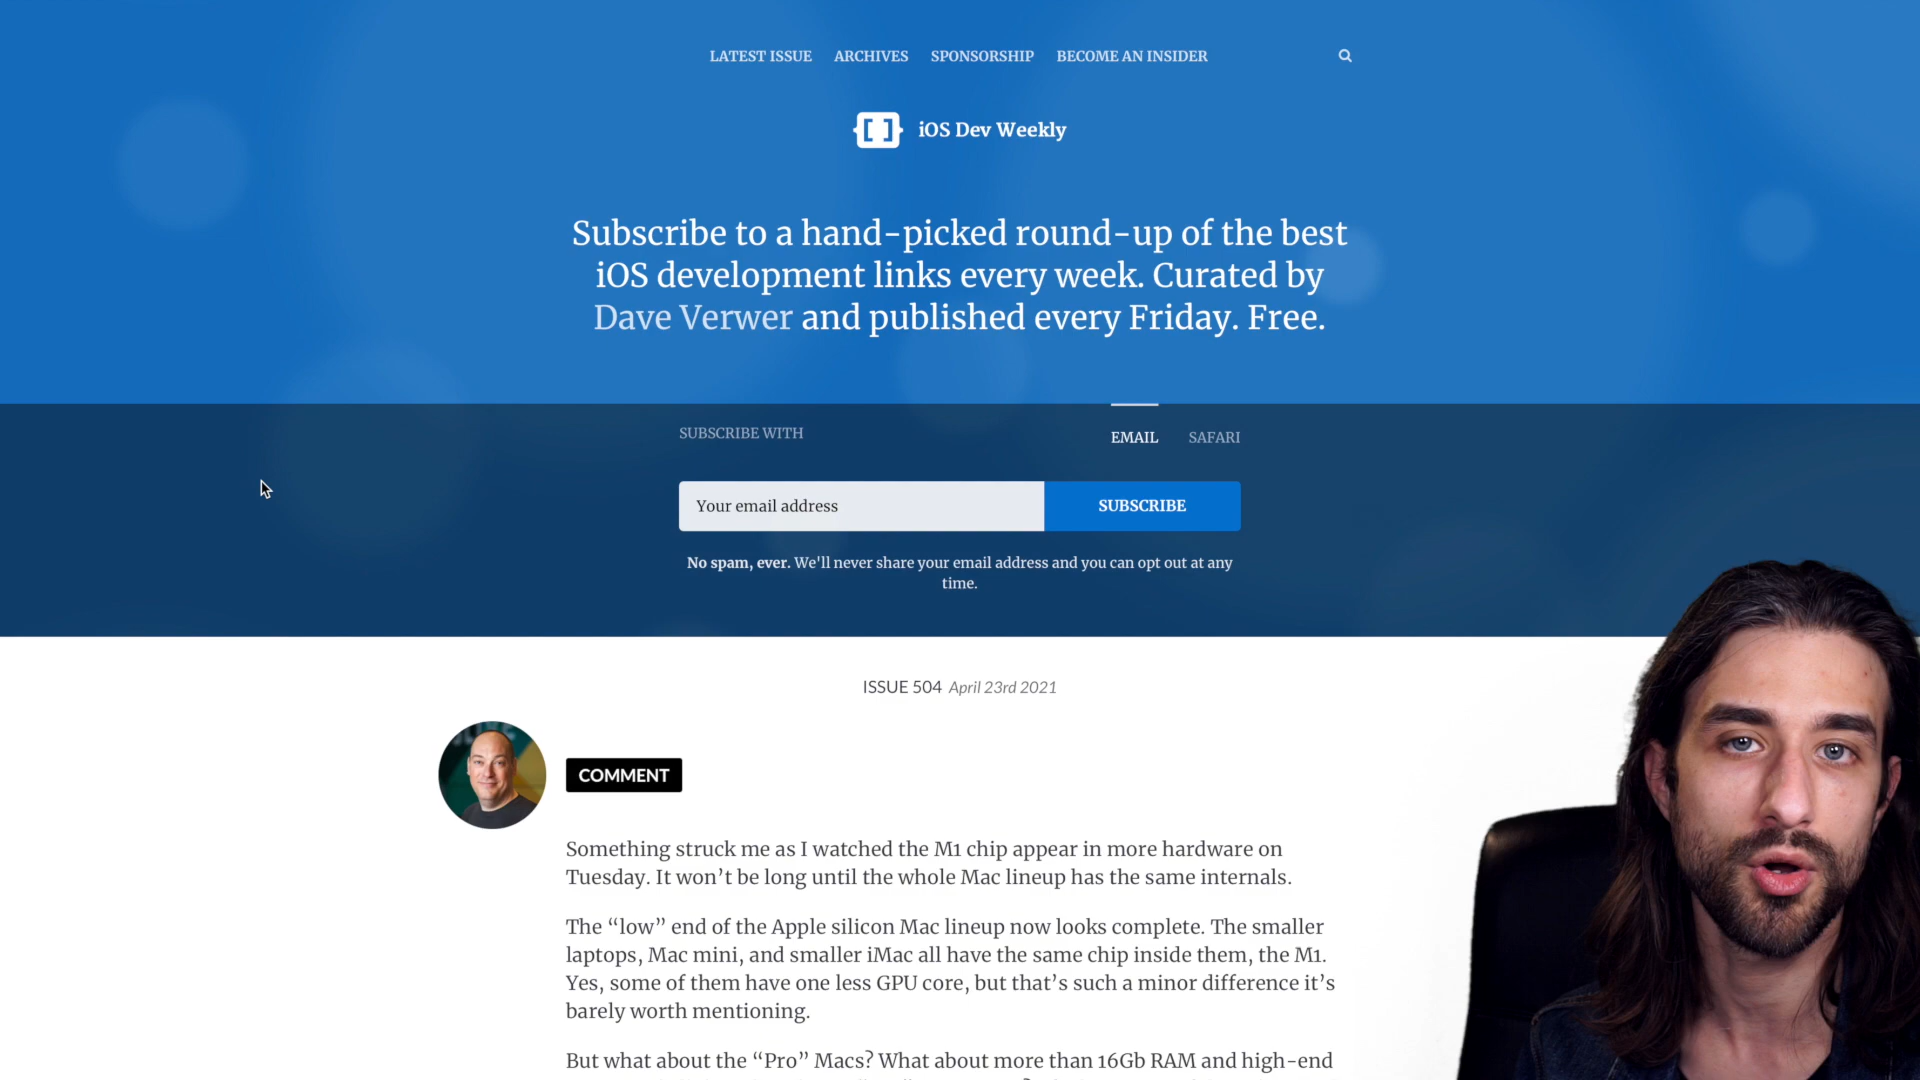 LATEST ISSUE ARCHIVES SPONSORSHIP BECOME AN INSIDER
iOS Dev Weekly
Subscribe to a hand-picked round-up of the best
iOS development links every week. Curated by
Dave Verwer and published every Friday. Free.
SUBSCRIBE WITH EMAIL SAFARI
Your email address SUBSCRIBE
No spam, ever. We'll never share your email address and you can opt out at any
time.
ISSUE 504 April 23rd 2021
COMMENT
Something struck me as I watched the M1 chip appear in more hardware on
Tuesday. It won’t be long until the whole Mac lineup has the same internals.
The “low” end of the Apple silicon Mac lineup now looks complete. The smaller
laptops, Mac mini, and smaller iMac all have the same chip inside them, the M1.
Yes, some of them have one less GPU core, but that’s such a minor difference it’s
barely worth mentioning.
But what about the “Pro” Macs? What about more than 16Gb RAM and high-end